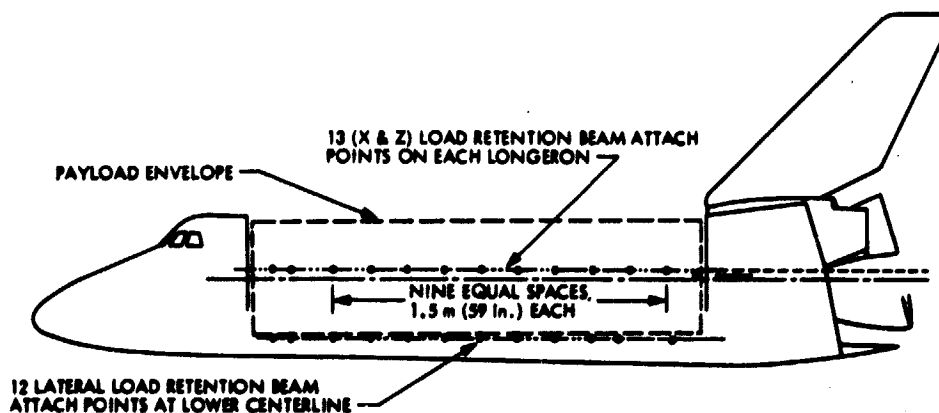 13 (X & Z) LOAD RETENTION BEAM ATTACH
POINTS ON EACH LONGERON
PAYLOAD ENVELOPE
NINE EQUAL SPACES,
1.5 m (59 in.) EACH
12 LATERAL LOAD RETENTION BEAM
ATTACH POINTS AT LOWER CENTERLINE